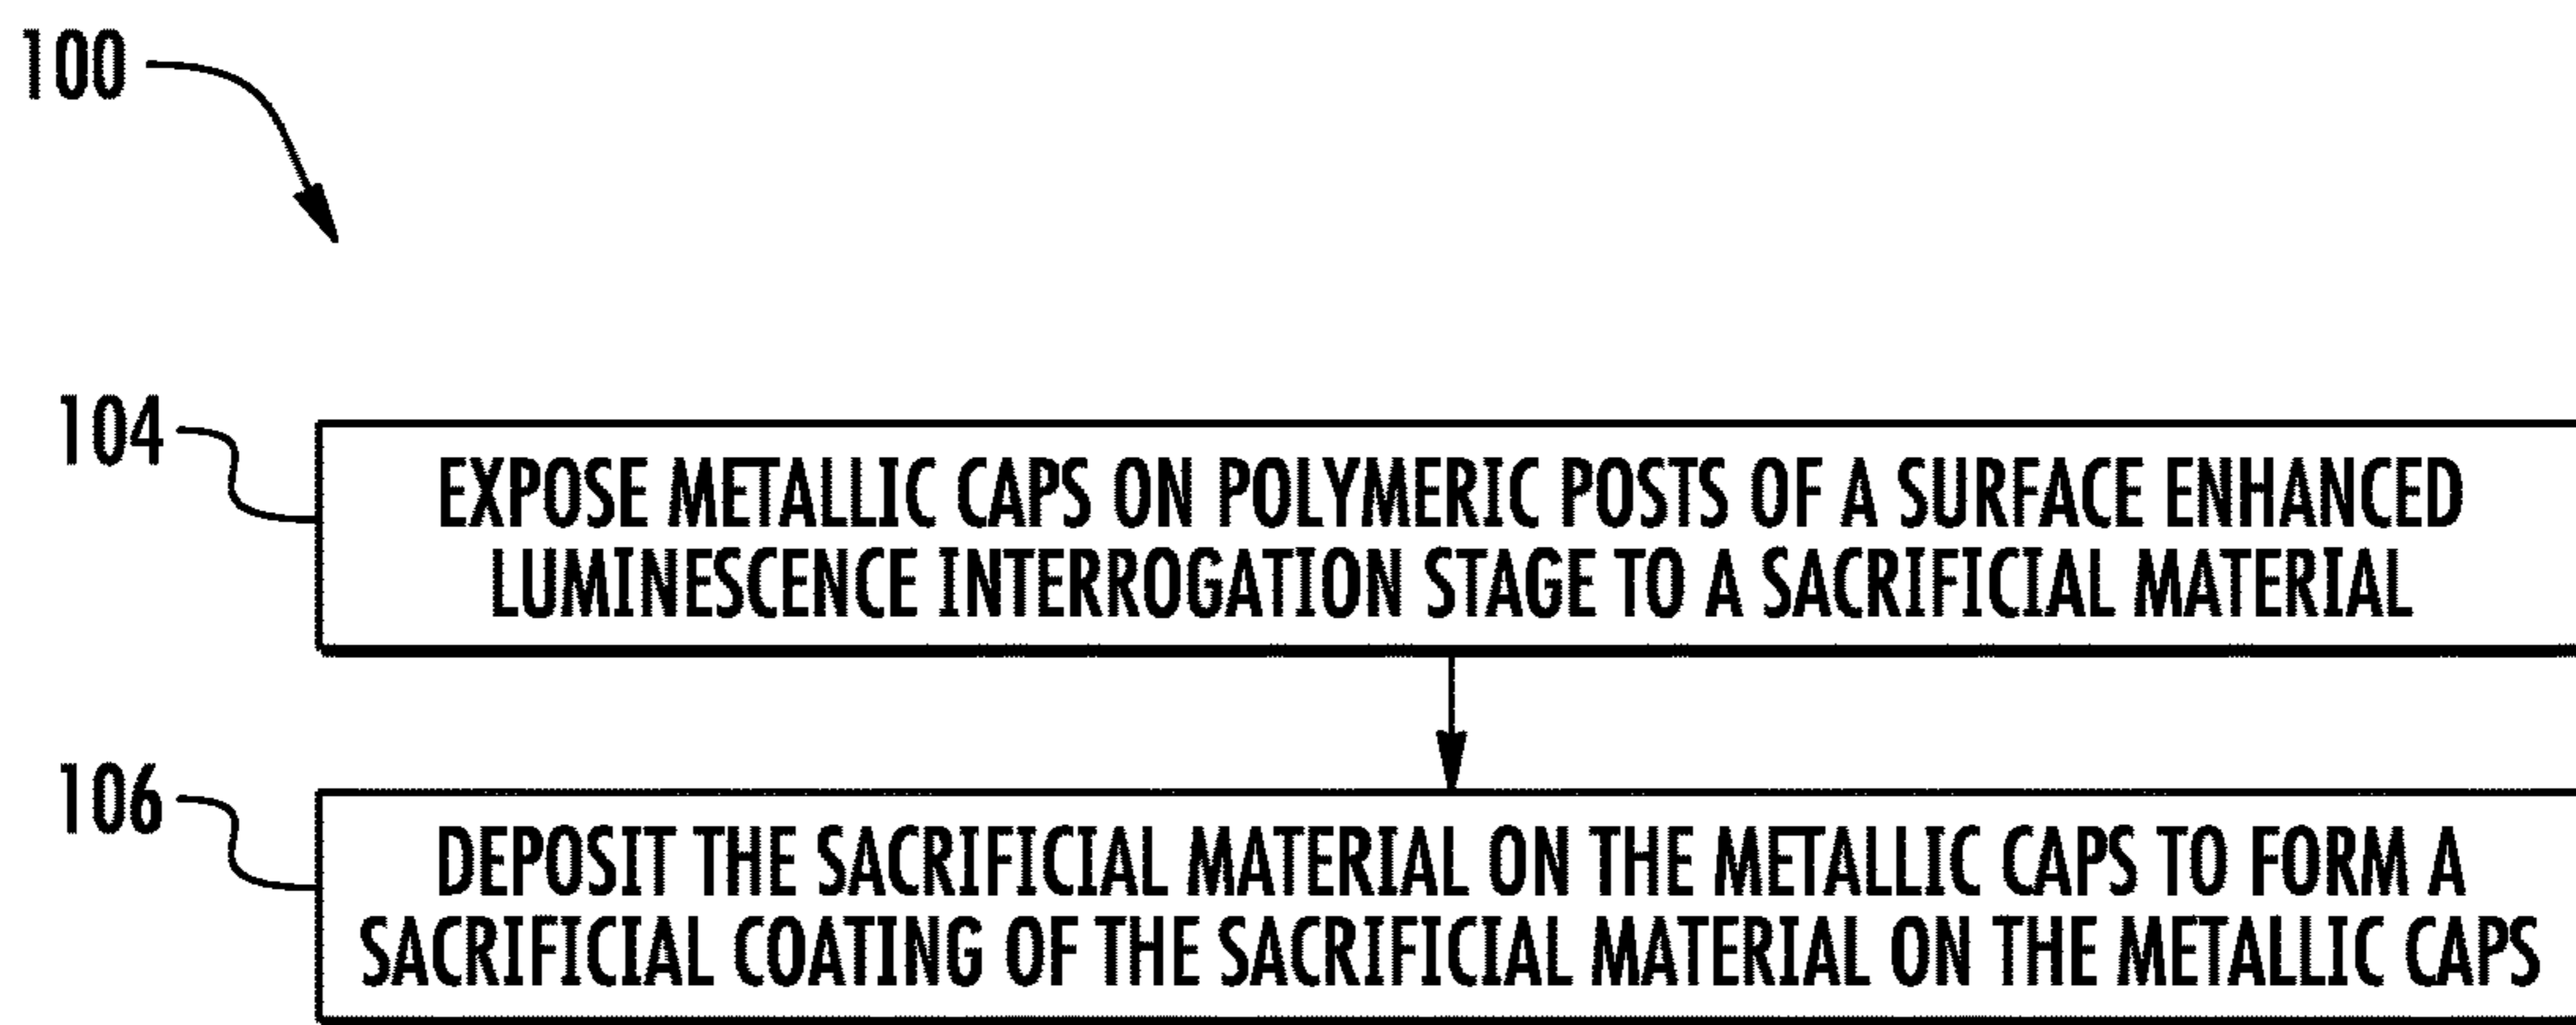 100
104
EXPOSE METALLIC CAPS ON POLYMERIC POSTS OF A SURFACE ENHANCED
LUMINESCENCE INTERROGATION STAGE TO A SACRIFICIAL MATERIAL
106
DEPOSIT THE SACRIFICIAL MATERIAL ON THE METALLIC CAPS TO FORM A
SACRIFICIAL COATING OF THE SACRIFICIAL MATERIAL ON THE METALLIC CAPS